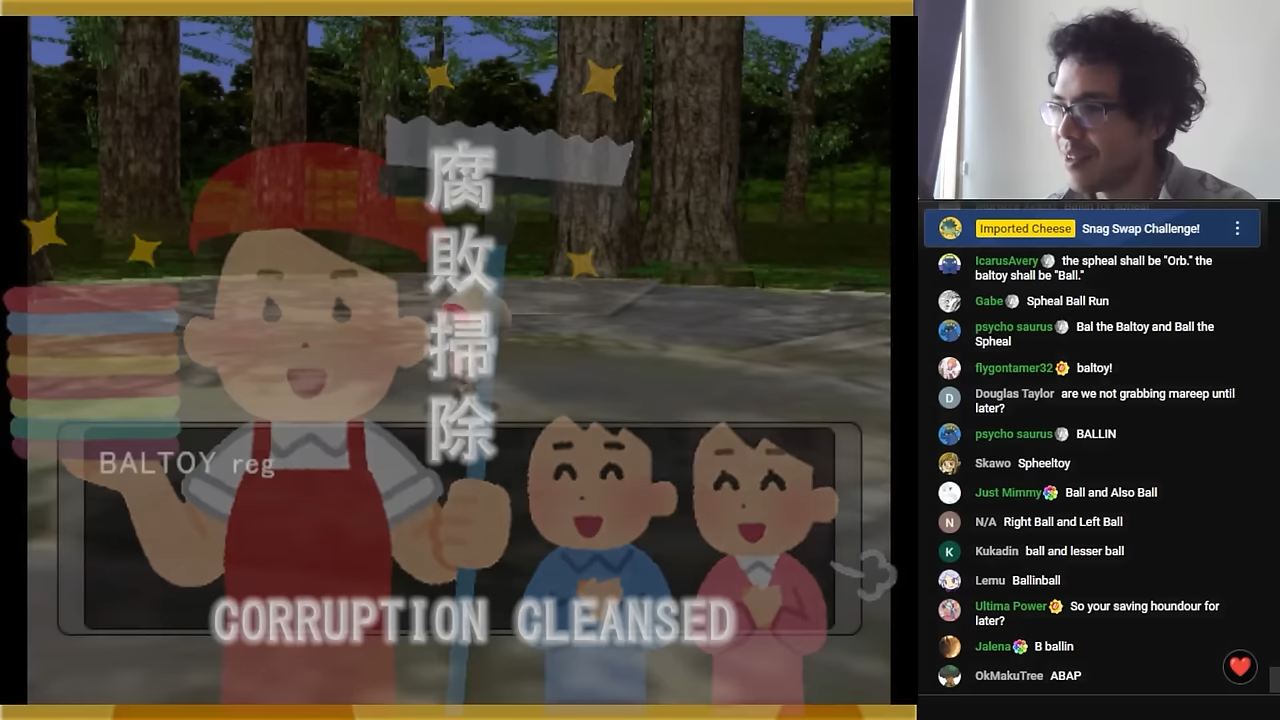 腐敗掃除
BALTOY reg
CORRUPTION CLEANSED
Imported Cheese Snag Swap Challenge!
IcarusAvery the spheal shall be "Orb." the
baltoy shall be "Ball."
Gabe Spheal Ball Run
psycho saurus Bal the Baltoy and Ball the
Spheal
flygontamer32 baltoy!
D
Douglas Taylor are we not grabbing mareep until
later?
psycho saurus BALLIN
Skawo Spheeltoy
Just Mimmy Ball and Also Ball
N
N/A Right Ball and Left Ball
K
Kukadin ball and lesser ball
Lemu Ballinball
Ultima Power So your saving houndour for
later?
Jalena B ballin
OkMakuTree ABAP